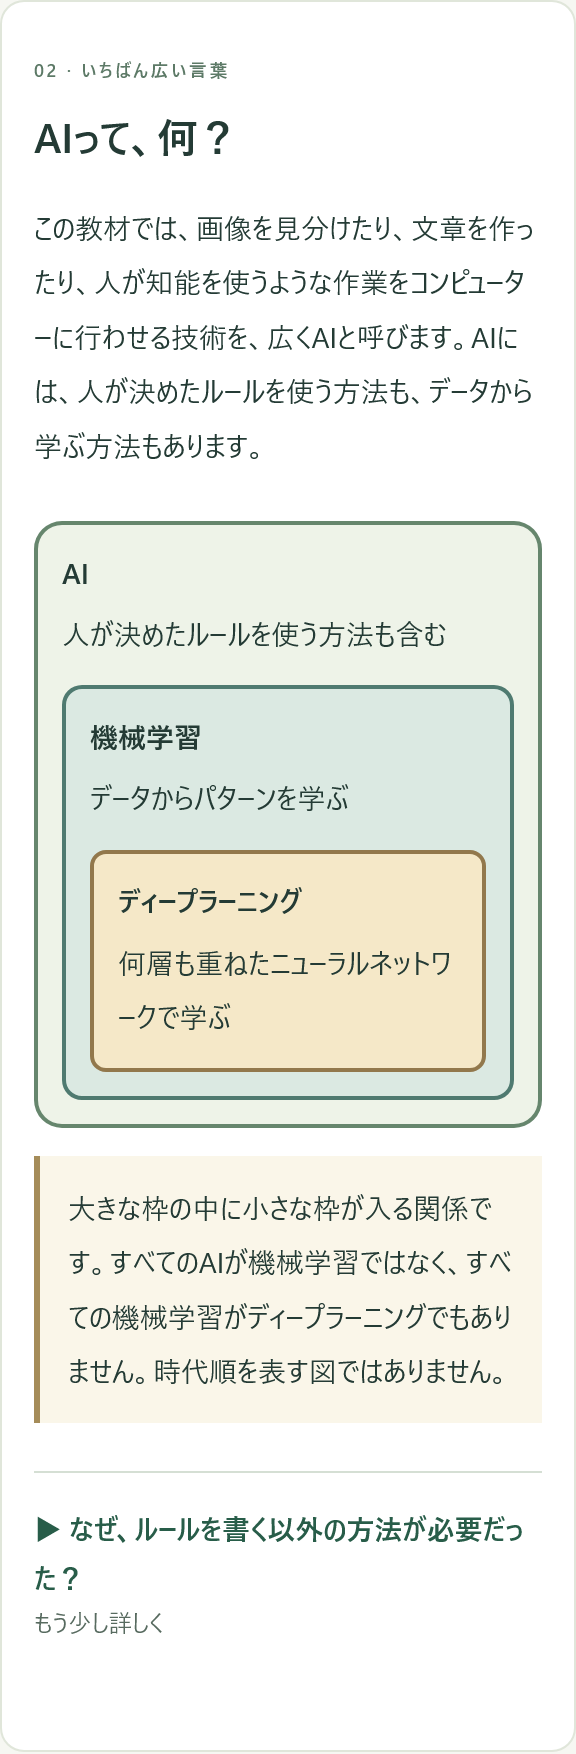 02 · いちばん広い言葉
AIって、何？
この教材では、画像を見分けたり、文章を作っ
たり、人が知能を使うような作業をコンピュータ
ーに行わせる技術を、広くAIと呼びます。AIに
は、人が決めたルールを使う方法も、データから
学ぶ方法もあります。
AI
人が決めたルールを使う方法も含む
機械学習
データからパターンを学ぶ
ディープラーニング
何層も重ねたニューラルネットワ
ークで学ぶ
大きな枠の中に小さな枠が入る関係で
す。すべてのAIが機械学習ではなく、すべ
ての機械学習がディープラーニングでもあり
ません。時代順を表す図ではありません。
▶ なぜ、ルールを書く以外の方法が必要だっ
た？
もう少し詳しく